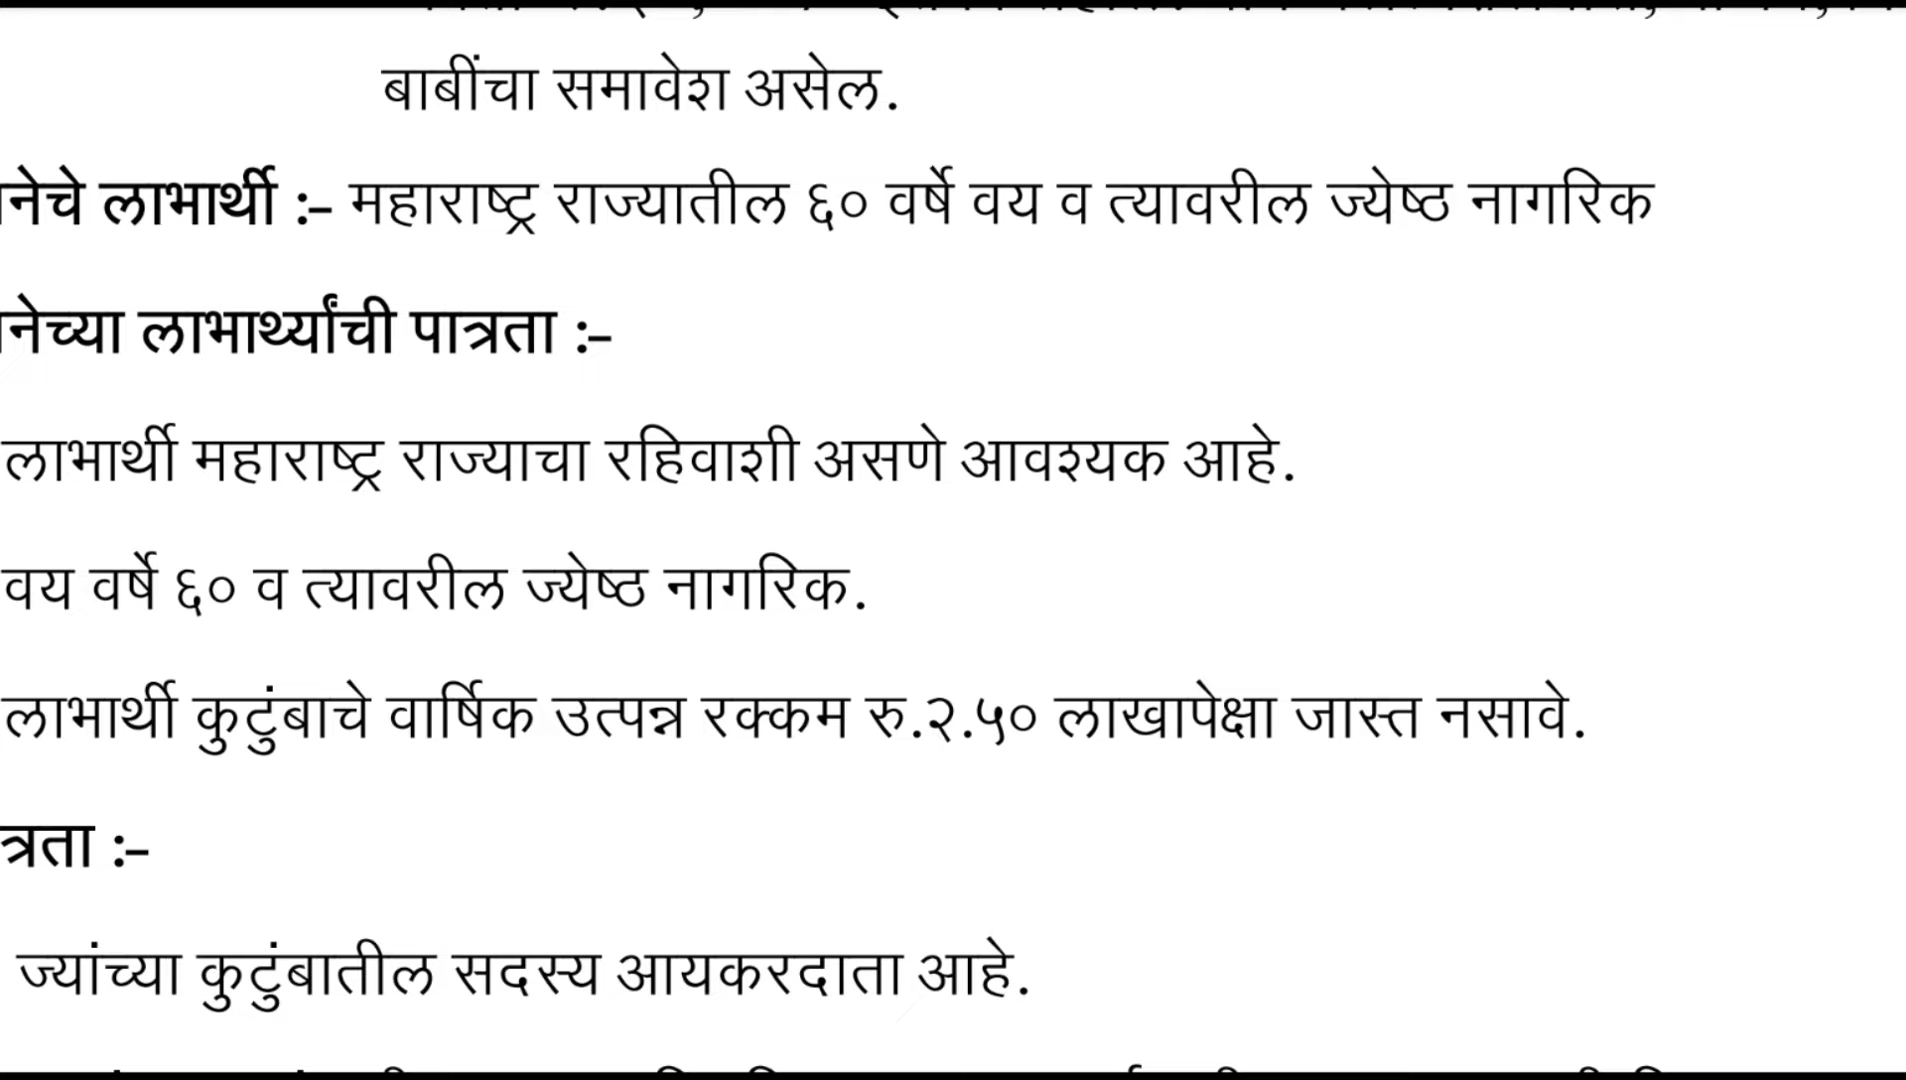 बाबींचा समावेश असेल.
नेचे लाभार्थी :- महाराष्ट्र राज्यातील ६० वर्षे वय व त्यावरील ज्येष्ठ नागरिक
नेच्या लाभार्थ्यांची पात्रता :-
लाभार्थी महाराष्ट्र राज्याचा रहिवाशी असणे आवश्यक आहे.
वय वर्षे ६० व त्यावरील ज्येष्ठ नागरिक.
लाभार्थी कुटुंबाचे वार्षिक उत्पन्न रक्कम रु.२.५० लाखापेक्षा जास्त नसावे.
त्रता :-
ज्यांच्या कुटुंबातील सदस्य आयकरदाता आहे.